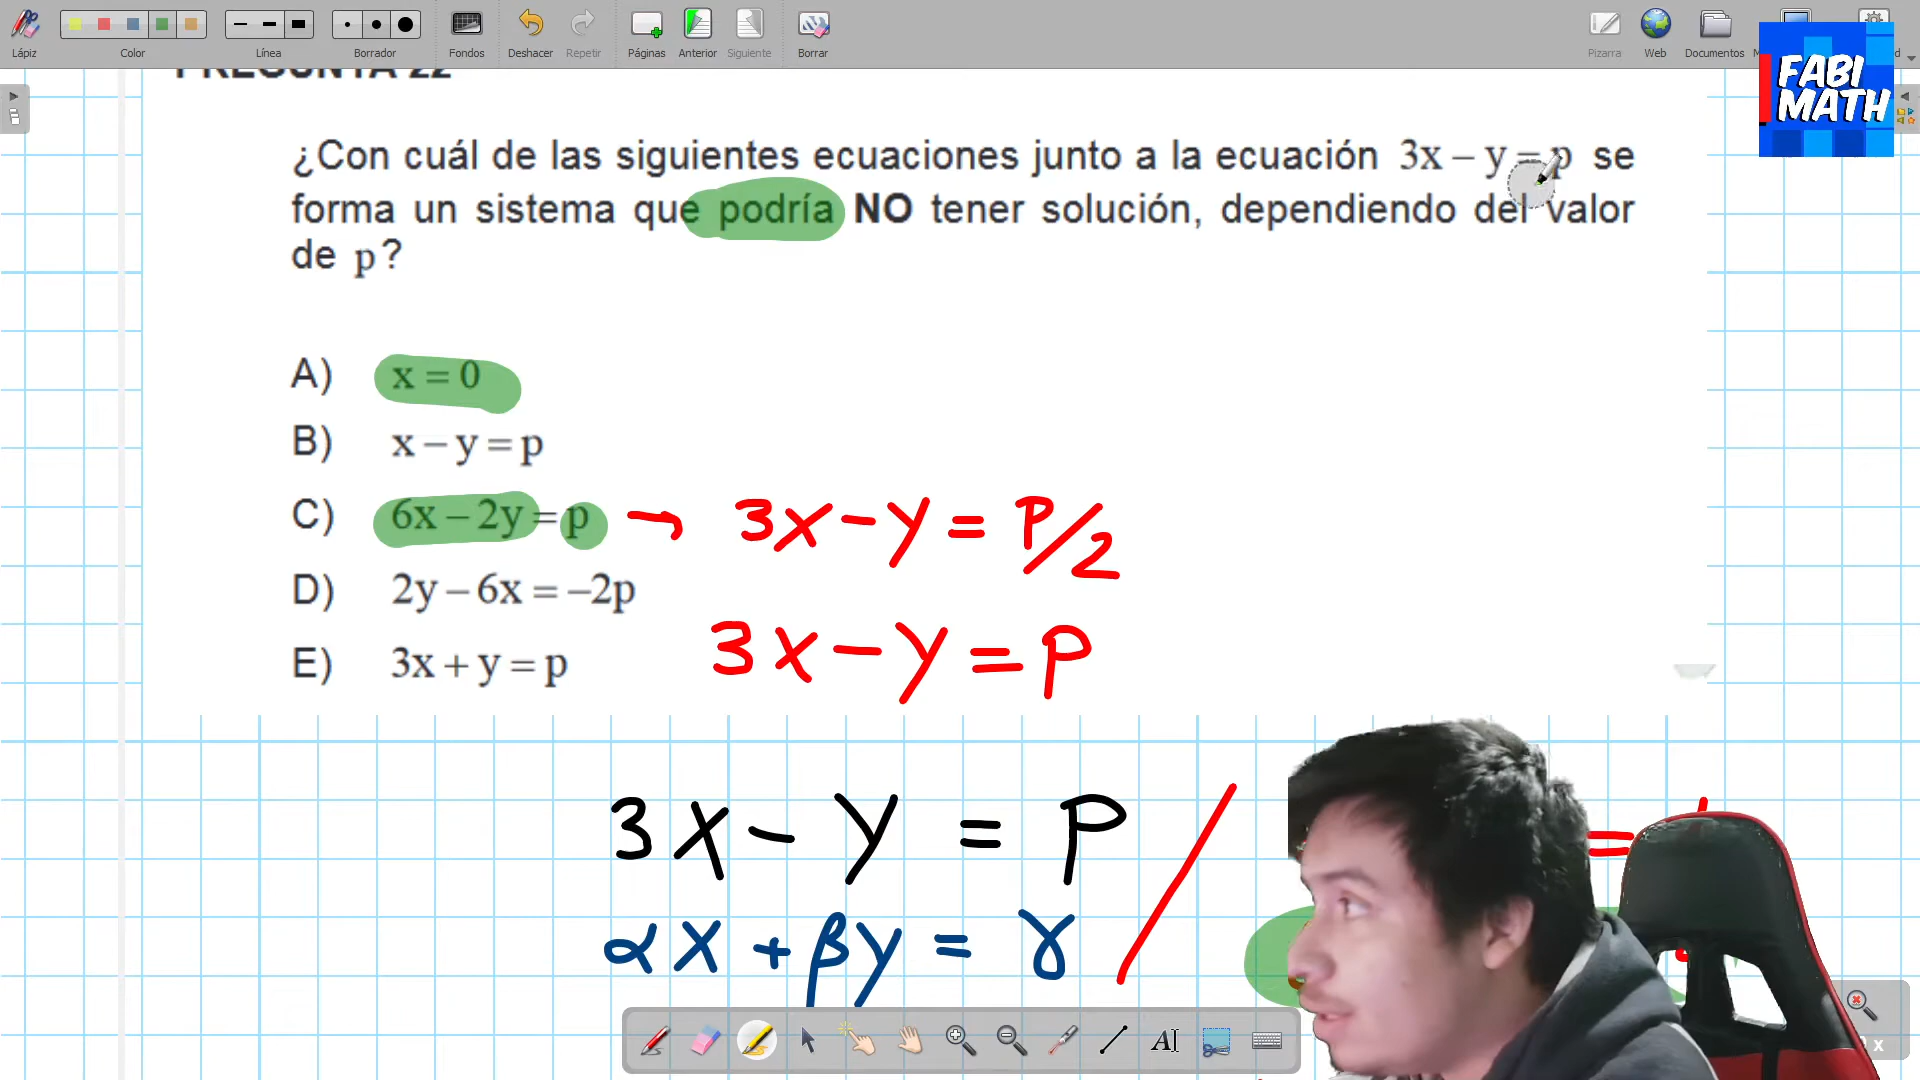 Lápiz Color Línea Borrador Fondos Deshacer Repetir Páginas Anterior Siguiente Borrar Pizarra Web Documentos
PREGUNTA 22
FABI
MATH
¿Con cuál de las siguientes ecuaciones junto a la ecuación 3x – y = p se
forma un sistema que podría NO tener solución, dependiendo del valor
de p?
A) x = 0
B) x – y = p
C) 6x – 2y = p → 3x – y = P/2
D) 2y – 6x = –2p
3x – y = P
E) 3x + y = p
3x – y = P
αx + βy = γ